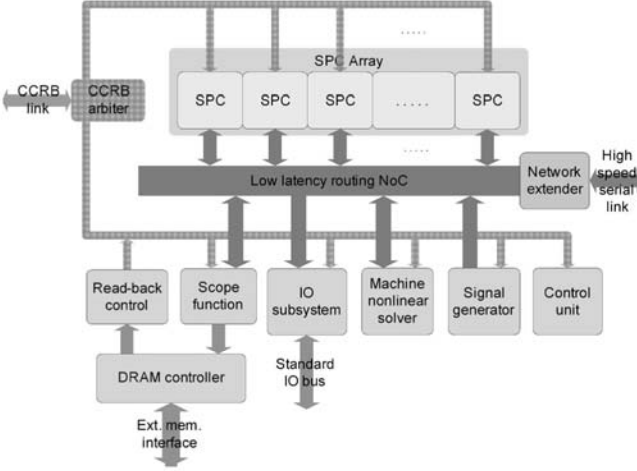 .....
SPC Array
CCRB
link
CCRB
arbiter
SPC
SPC
SPC
.....
SPC
.....
Low latency routing NoC
Network
extender
High
speed
serial
link
Read-back
control
Scope
function
IO
subsystem
Machine
nonlinear
solver
Signal
generator
Control
unit
DRAM controller
Standard
IO bus
Ext. mem.
interface